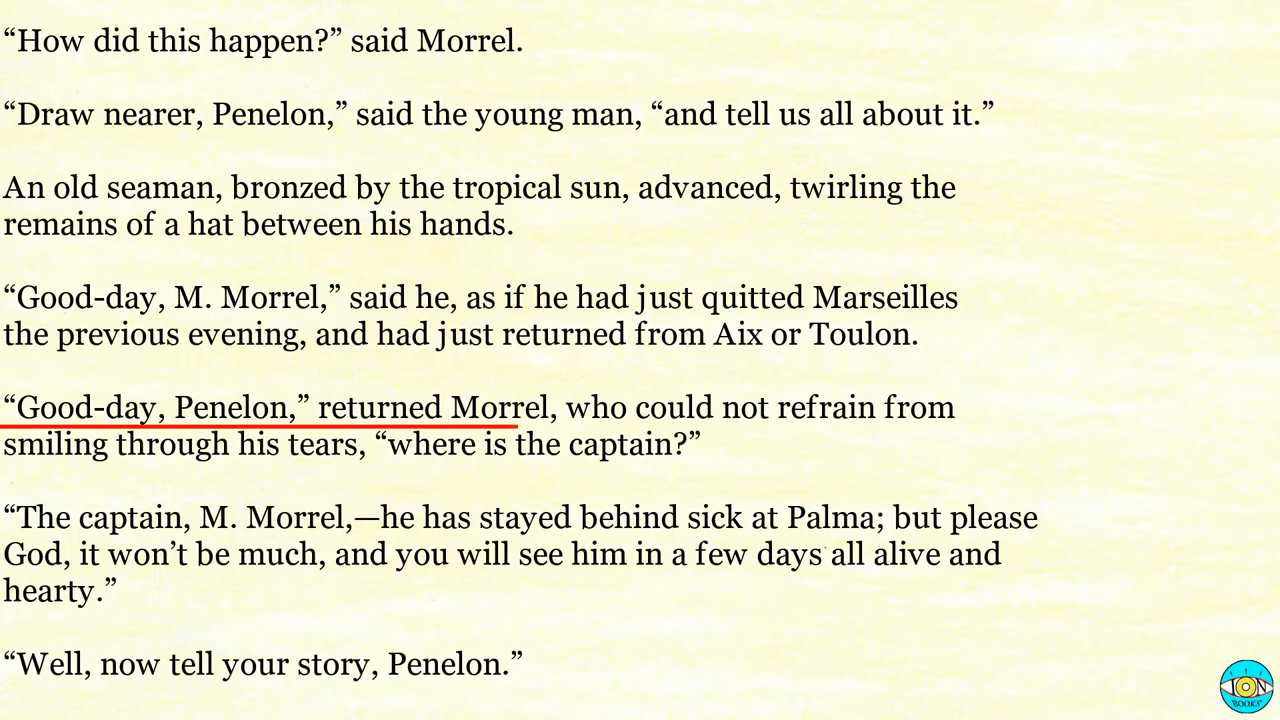 “How did this happen?” said Morrel.
“Draw nearer, Penelon,” said the young man, “and tell us all about it.”
An old seaman, bronzed by the tropical sun, advanced, twirling the
remains of a hat between his hands.
“Good-day, M. Morrel,” said he, as if he had just quitted Marseilles
the previous evening, and had just returned from Aix or Toulon.
“Good-day, Penelon,” returned Morrel, who could not refrain from
smiling through his tears, “where is the captain?”
“The captain, M. Morrel,—he has stayed behind sick at Palma; but please
God, it won’t be much, and you will see him in a few days all alive and
hearty.”
“Well, now tell your story, Penelon.”
ION
BOOKS